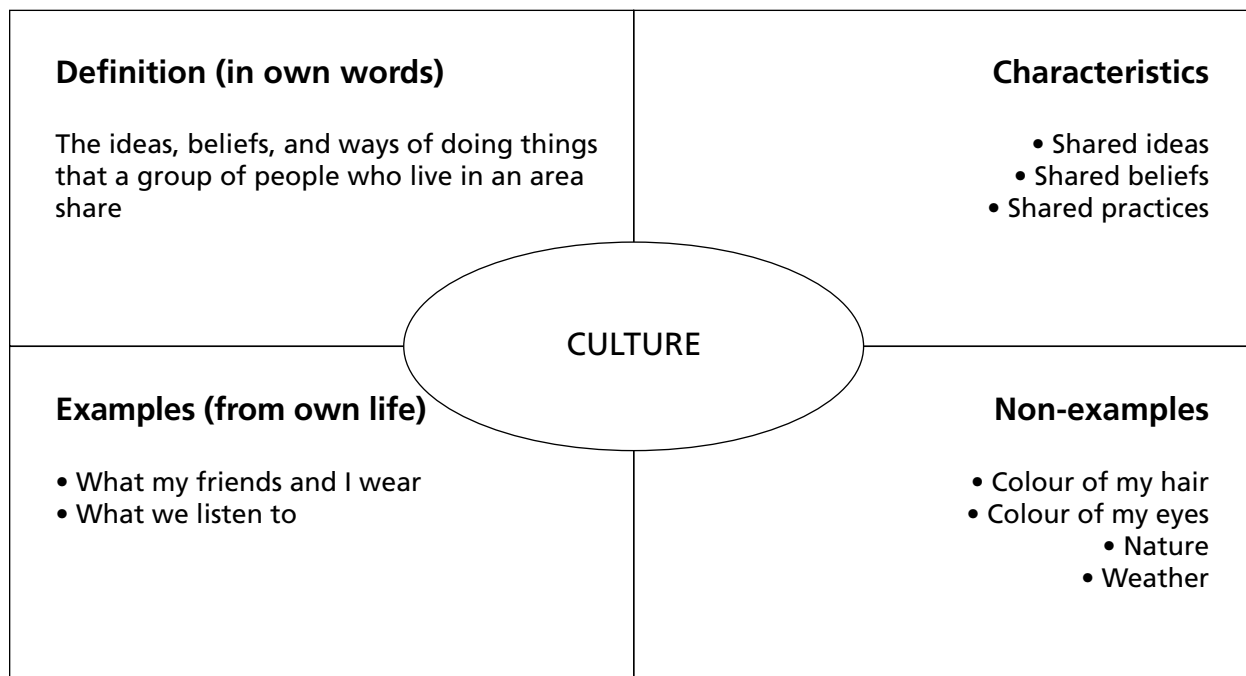 Definition (in own words)
The ideas, beliefs, and ways of doing things
that a group of people who live in an area
share
Characteristics
• Shared ideas
• Shared beliefs
• Shared practices
CULTURE
Examples (from own life)
• What my friends and I wear
• What we listen to
Non-examples
• Colour of my hair
• Colour of my eyes
• Nature
• Weather